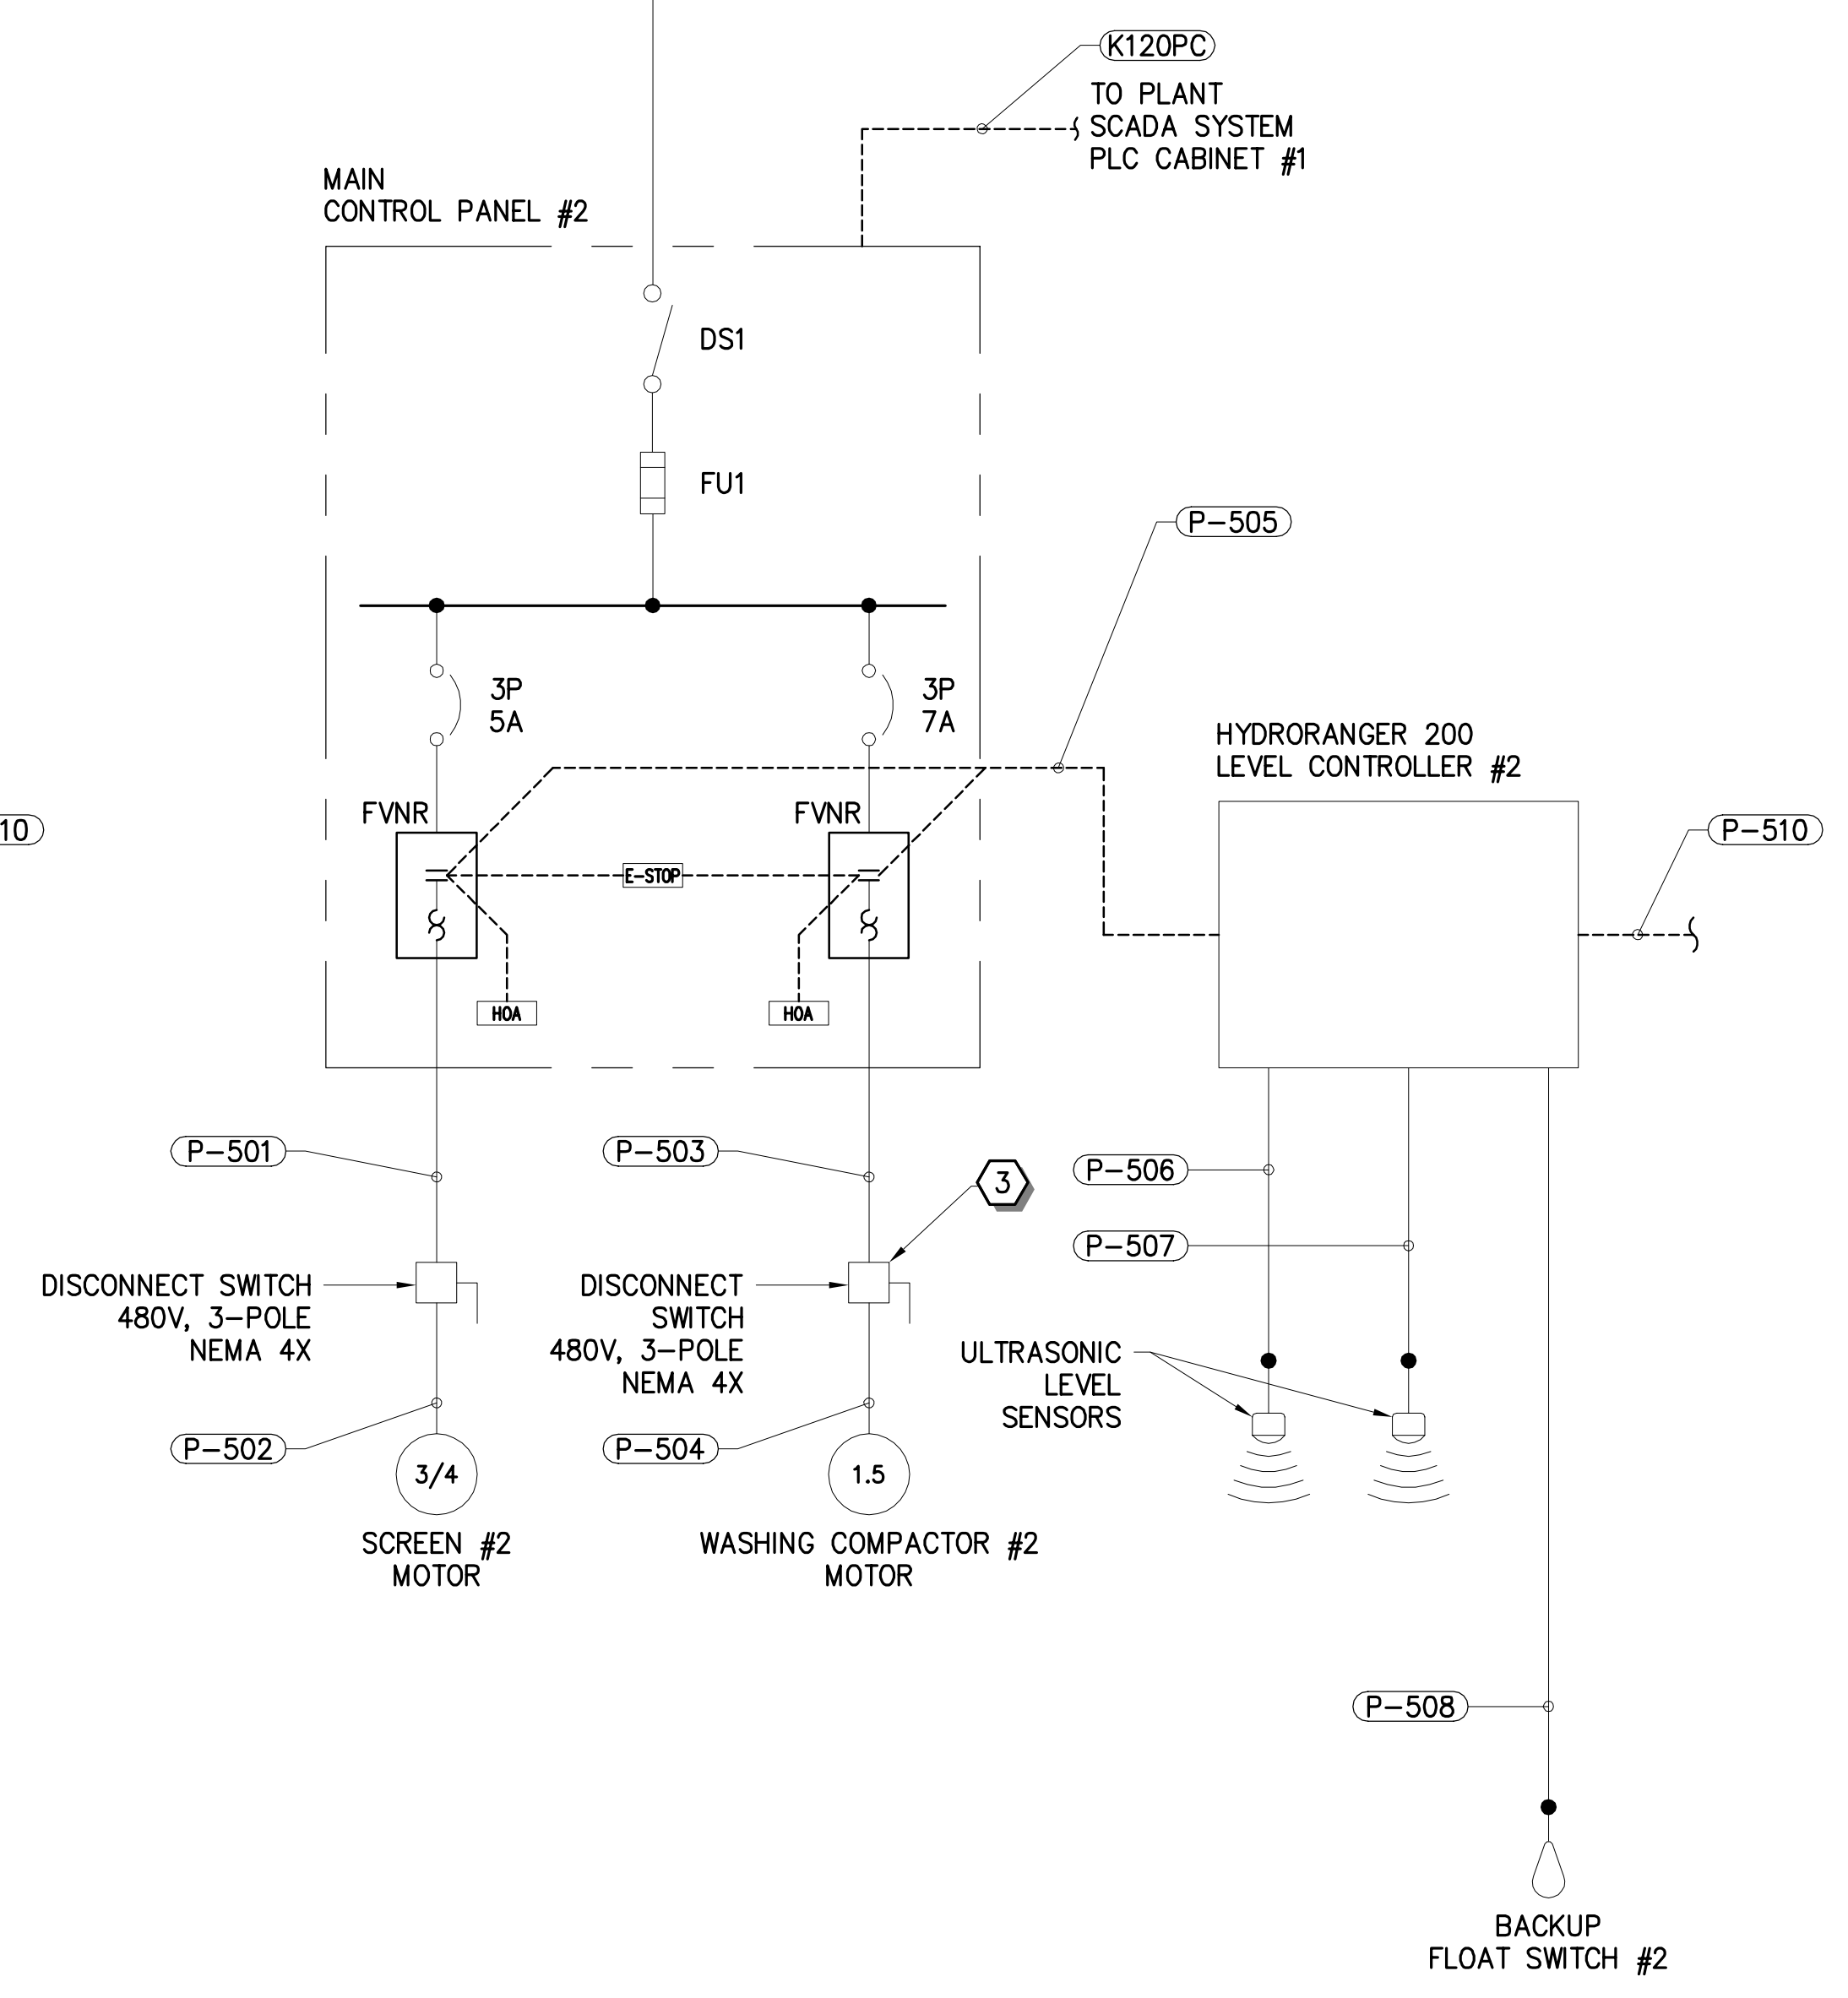 K120PC
TO PLANT
SCADA SYSTEM
PLC CABINET #1
MAIN
CONTROL PANEL #2
DS1
FU1
P-505
3P
5A
3P
7A
HYDRORANGER 200
LEVEL CONTROLLER #2
FVNR
FVNR
10
P-510
E-STOP
HOA
HOA
P-501
P-503
3
P-506
P-507
DISCONNECT SWITCH
480V, 3-POLE
NEMA 4X
DISCONNECT
SWITCH
480V, 3-POLE
NEMA 4X
ULTRASONIC
LEVEL
SENSORS
P-502
P-504
3/4
1.5
SCREEN #2
MOTOR
WASHING COMPACTOR #2
MOTOR
P-508
BACKUP
FLOAT SWITCH #2